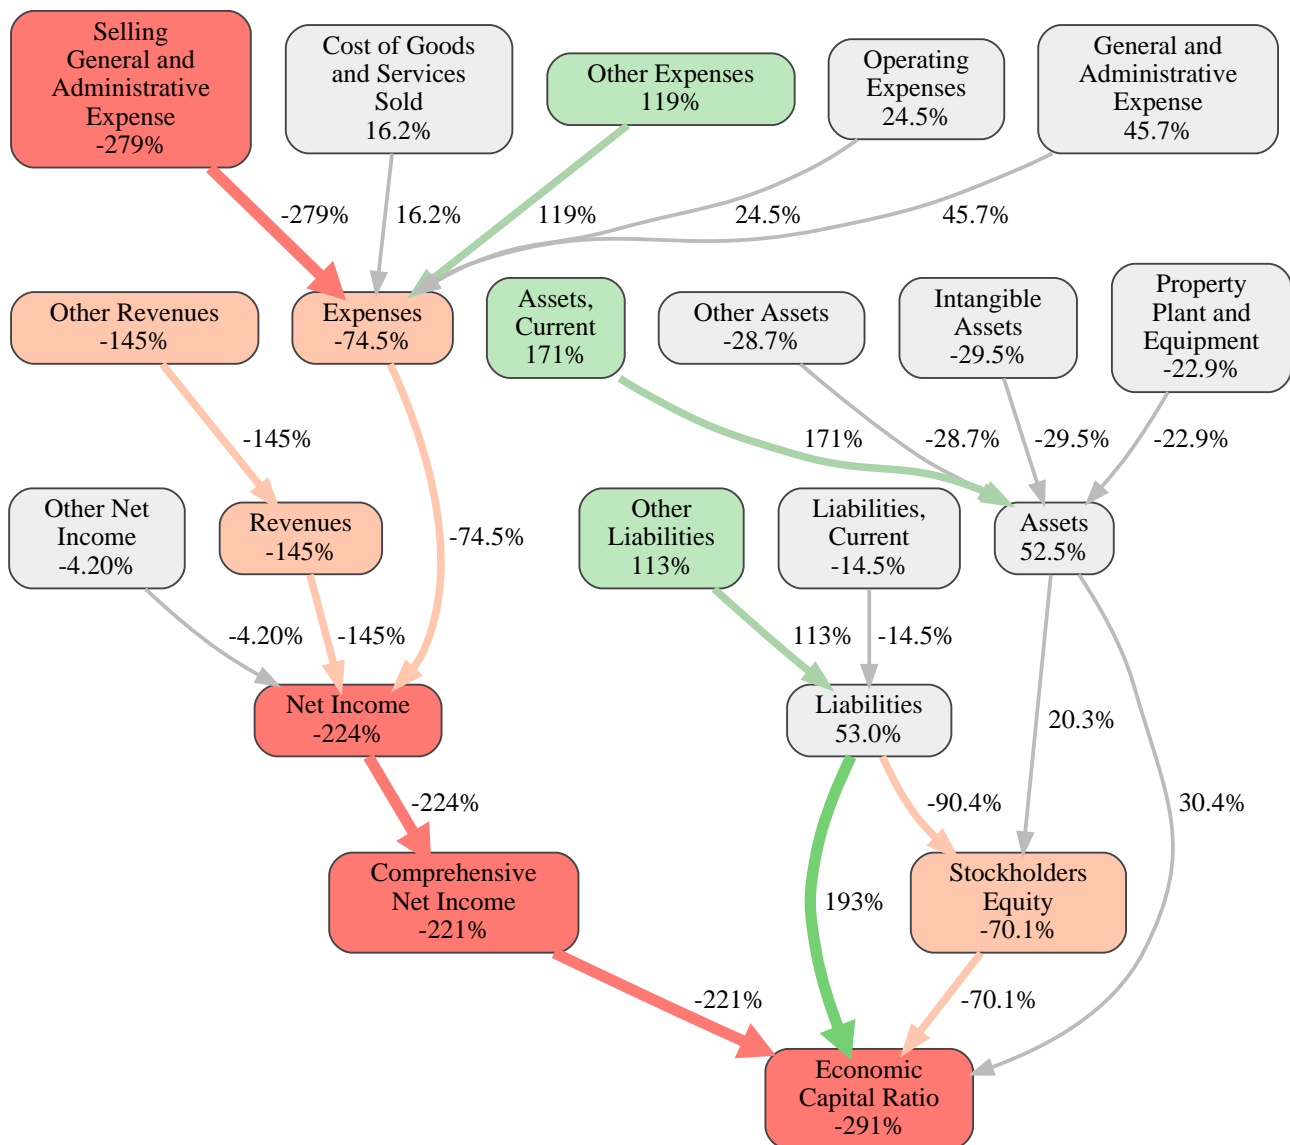 Selling
General and
Administrative
Expense
-279%
Cost of Goods
and Services
Sold
16.2%
Other Expenses
119%
Operating
Expenses
24.5%
General and
Administrative
Expense
45.7%
-279%
16.2%
119%
24.5%
45.7%
Other Revenues
-145%
Expenses
-74.5%
Assets,
Current
171%
Other Assets
-28.7%
Intangible
Assets
-29.5%
Property
Plant and
Equipment
-22.9%
-145%
171%
-28.7%
-29.5%
-22.9%
Other Net
Income
-4.20%
Revenues
-145%
-74.5%
Other
Liabilities
113%
Liabilities,
Current
-14.5%
Assets
52.5%
-4.20%
-145%
113%
-14.5%
Net Income
-224%
Liabilities
53.0%
20.3%
-224%
-90.4%
30.4%
Comprehensive
Net Income
-221%
193%
Stockholders
Equity
-70.1%
-221%
-70.1%
Economic
Capital Ratio
-291%